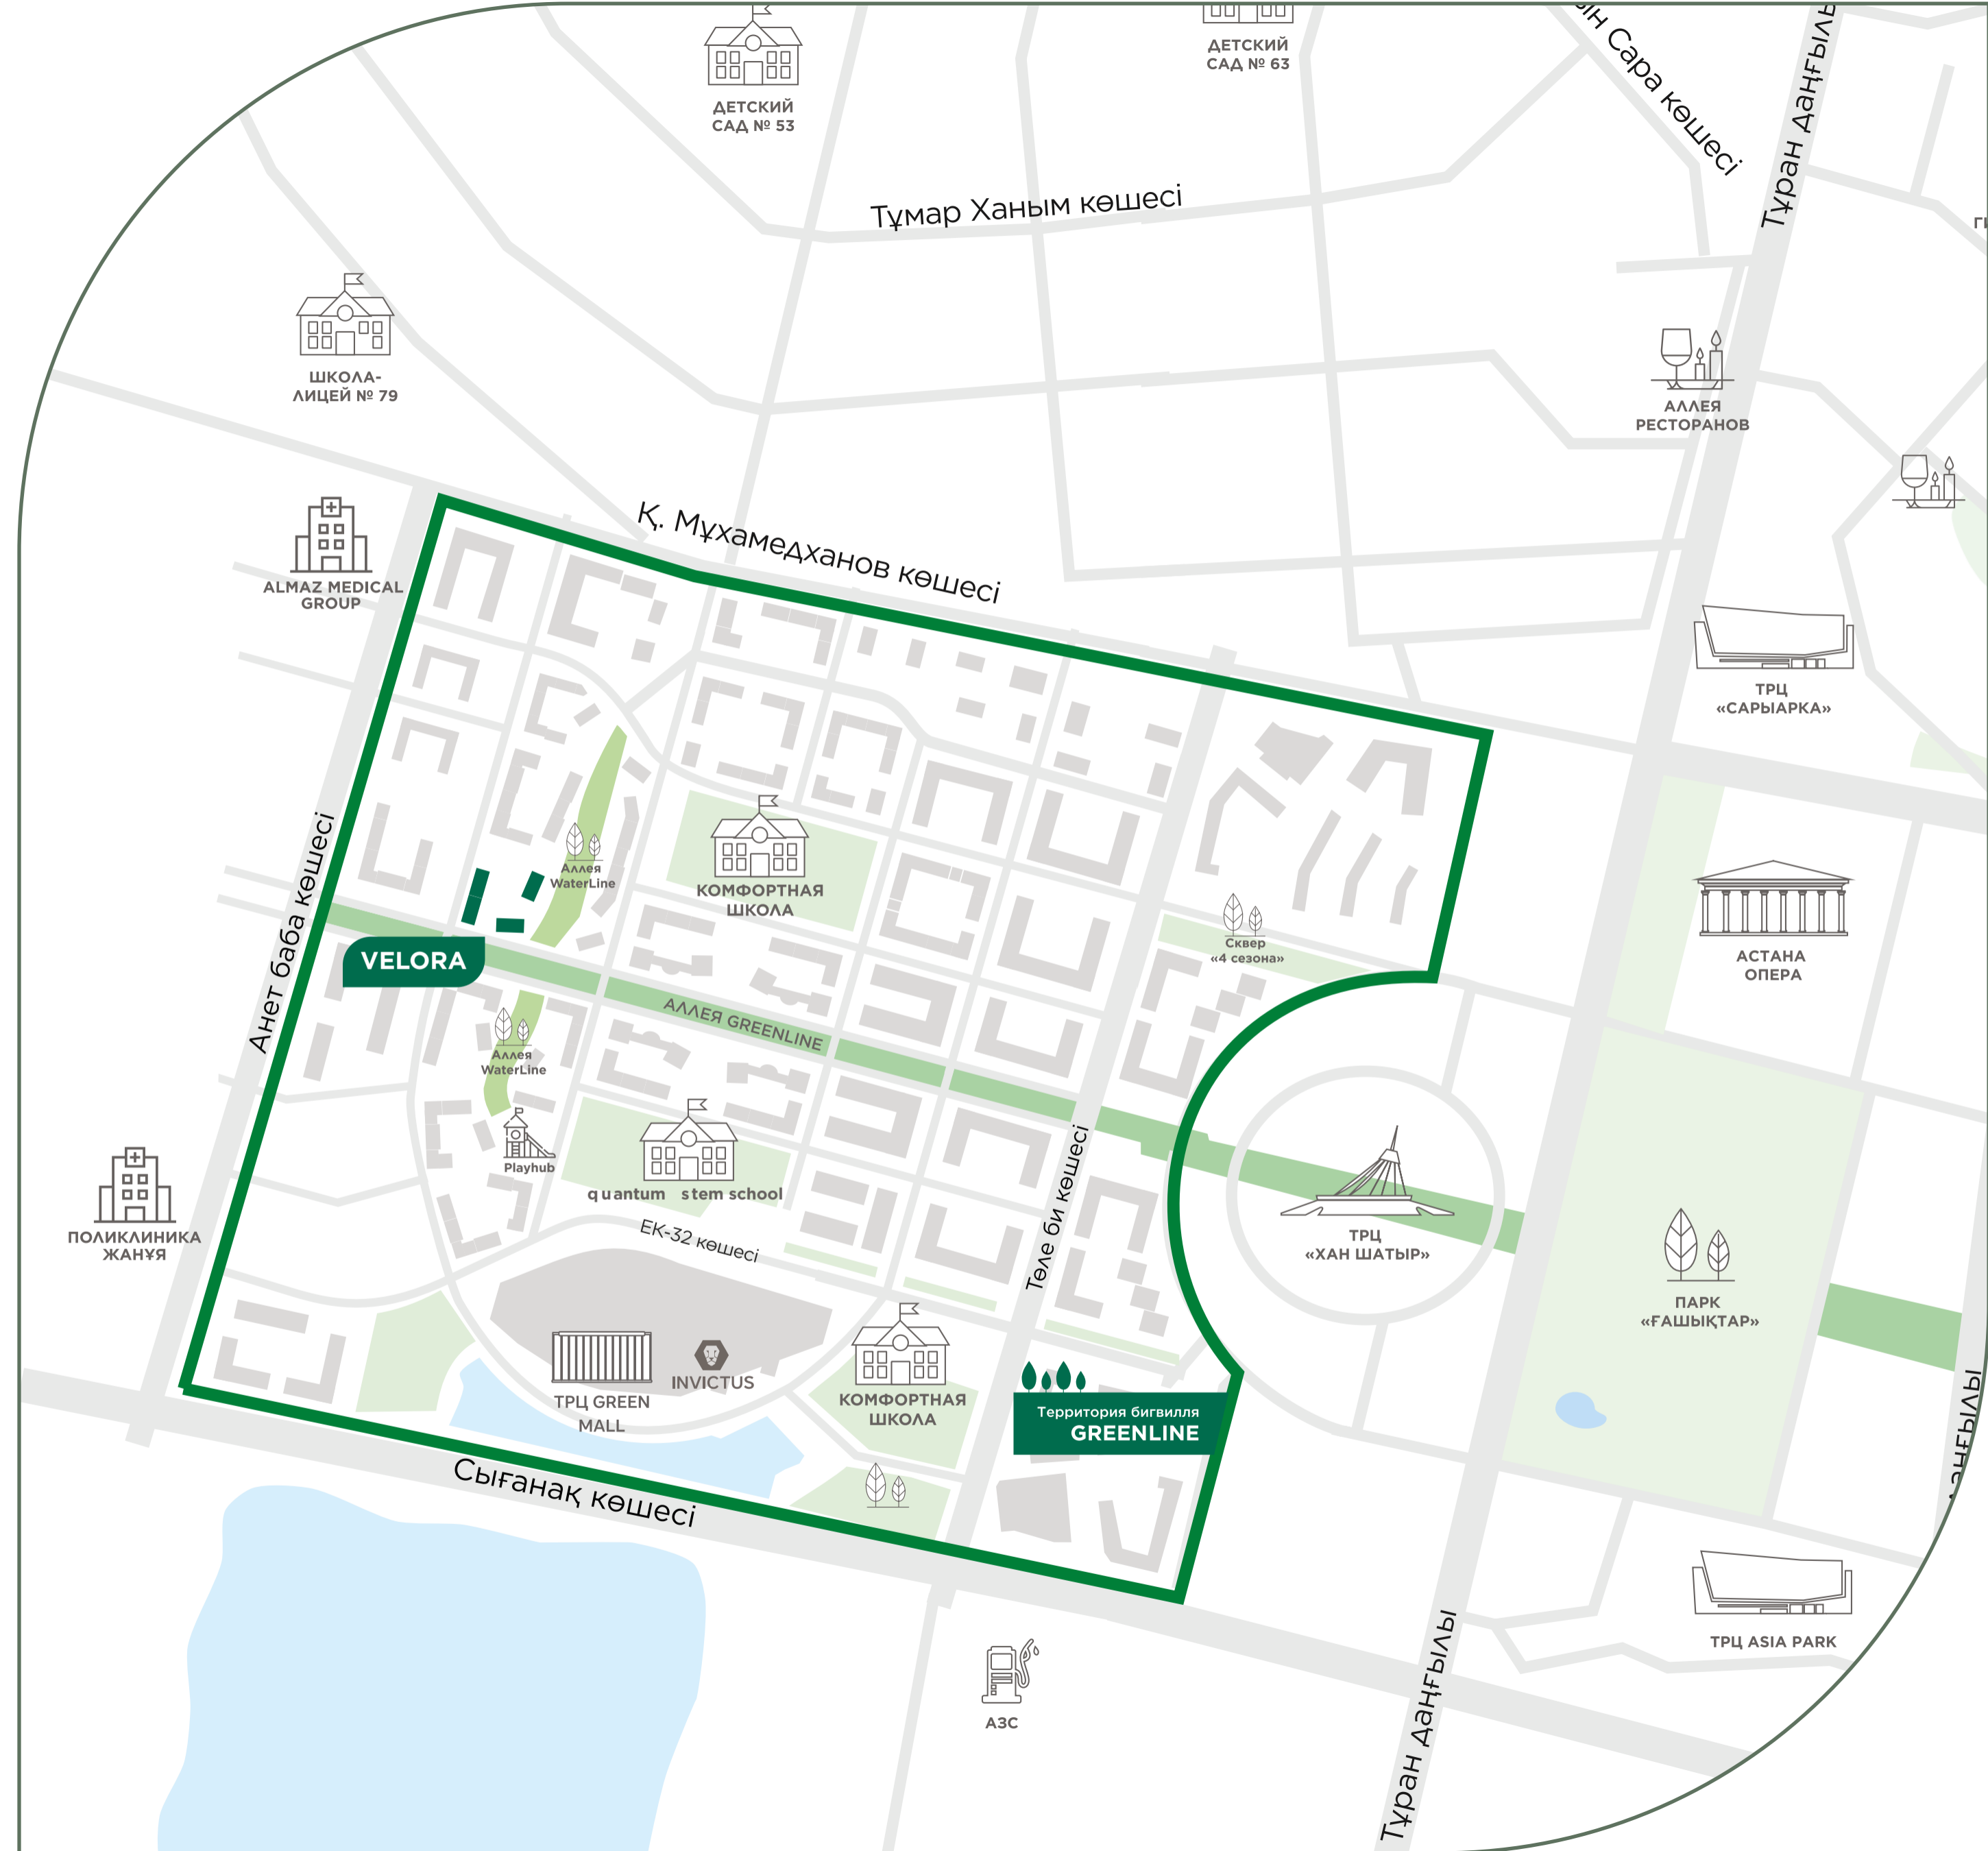 ДЕТСКИЙ
САД № 53
ДЕТСКИЙ
САД № 63
Сара көшесі
Тұран даңғылы
Тұмар Ханым көшесі
ШКОЛА-
ЛИЦЕЙ № 79
АЛЛЕЯ
РЕСТОРАНОВ
Қ. Мұхамедханов көшесі
ALMAZ MEDICAL
GROUP
ТРЦ
«САРЫАРКА»
Анет баба көшесі
Аллея
WaterLine
КОМФОРТНАЯ
ШКОЛА
Сквер
«4 сезона»
АСТАНА
ОПЕРА
VELORA
АЛЛЕЯ GREENLINE
Аллея
WaterLine
Playhub
quantum stem school
ЕК-32 көшесі
Төле би көшесі
ТРЦ
«ХАН ШАТЫР»
ПОЛИКЛИНИКА
ЖАНҰЯ
ПАРК
«ҒАШЫҚТАР»
ТРЦ GREEN
MALL
INVICTUS
КОМФОРТНАЯ
ШКОЛА
Территория бигвилля
GREENLINE
Сығанақ көшесі
ТРЦ ASIA PARK
АЗС
Тұран даңғылы